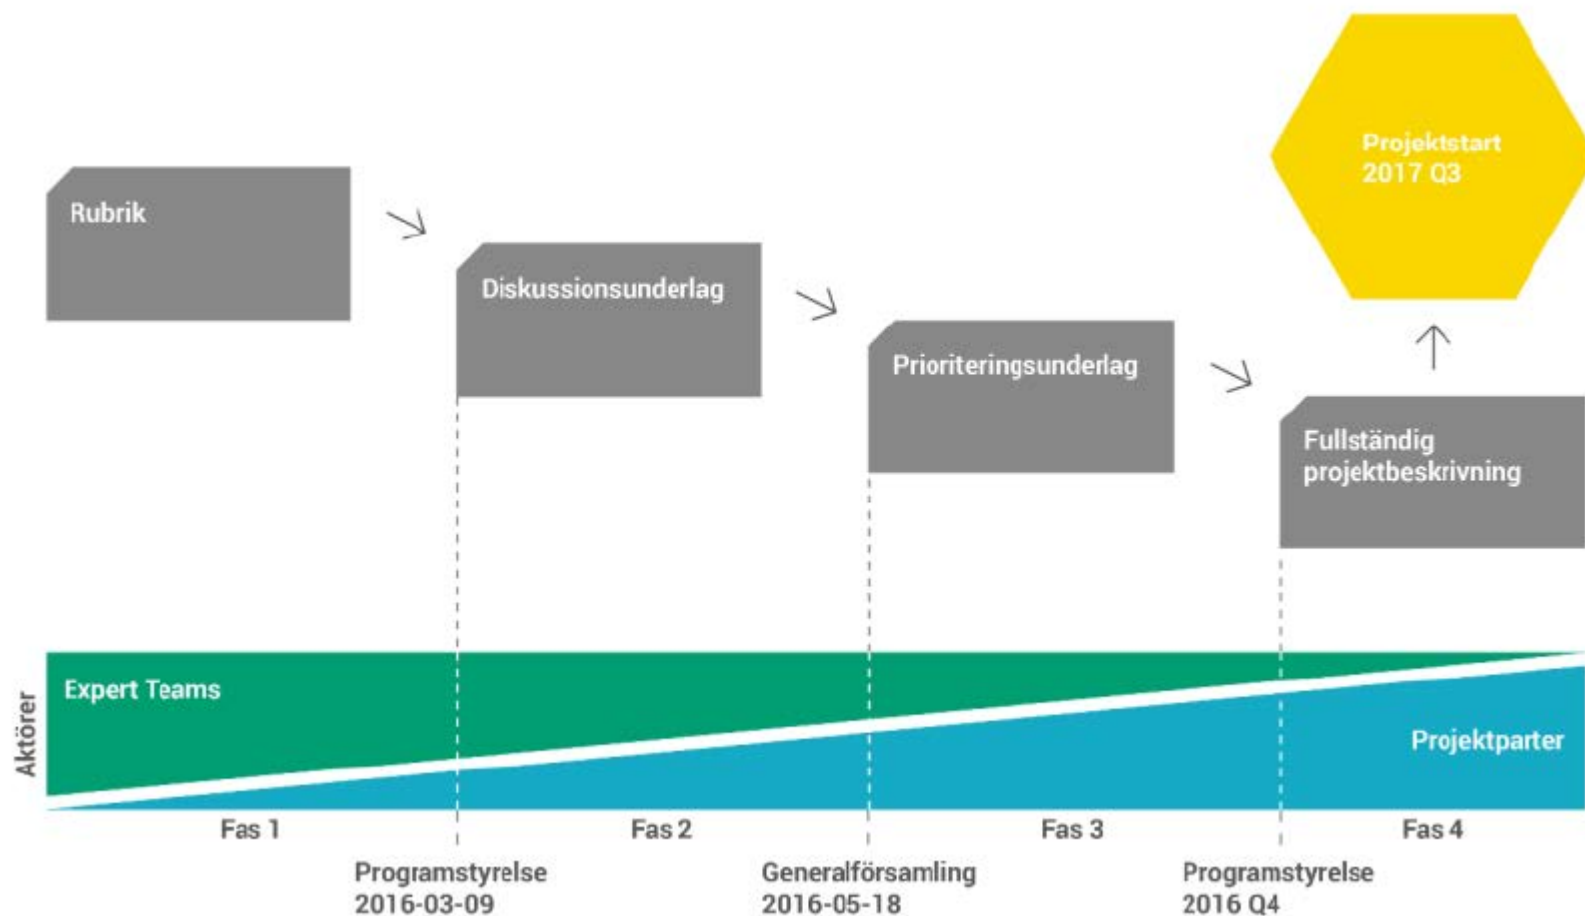 Projektstart
2017 Q3
Rubrik
Diskussionsunderlag
Prioriteringsunderlag
Fullständig
projektbeskrivning
Aktörer
Expert Teams
Projektparter
Fas 1
Fas 2
Fas 3
Fas 4
Programstyrelse
2016-03-09
Generalförsamling
2016-05-18
Programstyrelse
2016 Q4